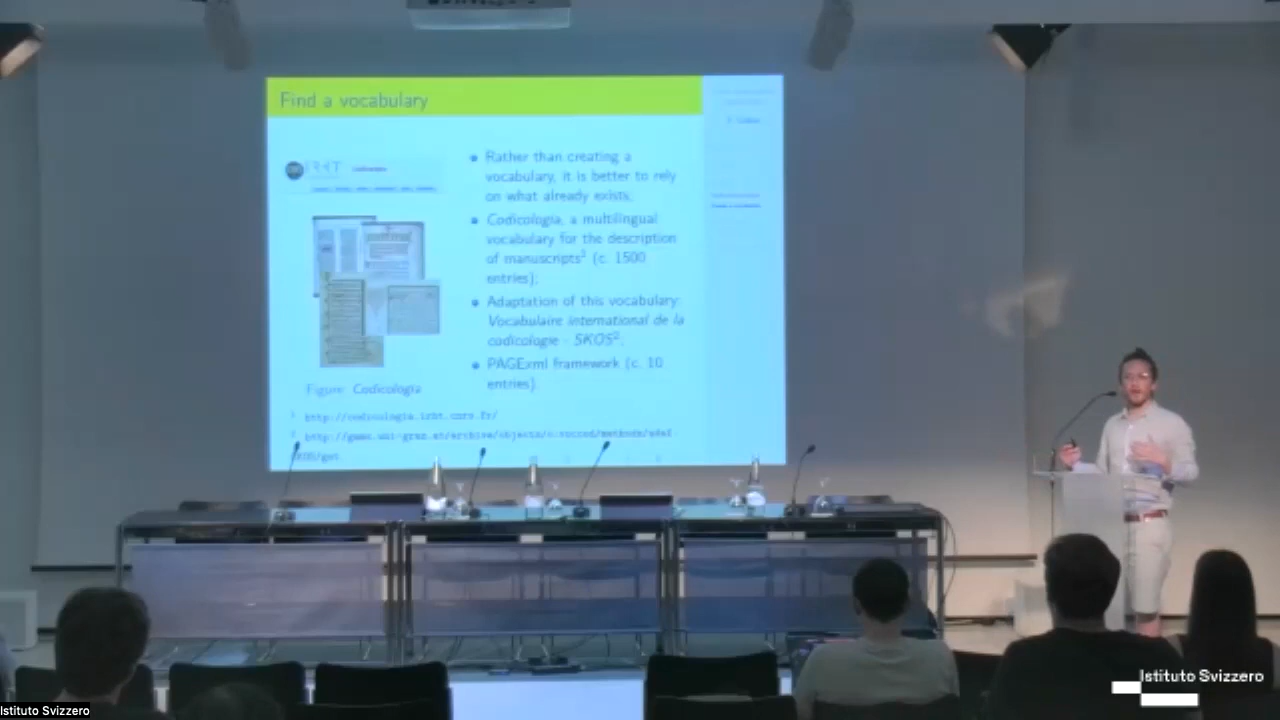 Find a vocabulary
IRHT
Rather than creating a
vocabulary, it is better to rely
on what already exists;
Codicologia, a multilingual
vocabulary for the description
of manuscripts¹ (c. 1500
entries);
Adaptation of this vocabulary:
Vocabulaire international de la
codicologie - SKOS²;
PAGExml framework (c. 10
entries).
Figure: Codicologia
¹ http://codicologia.irht.cnrs.fr/
Istituto Svizzero
Istituto Svizzero